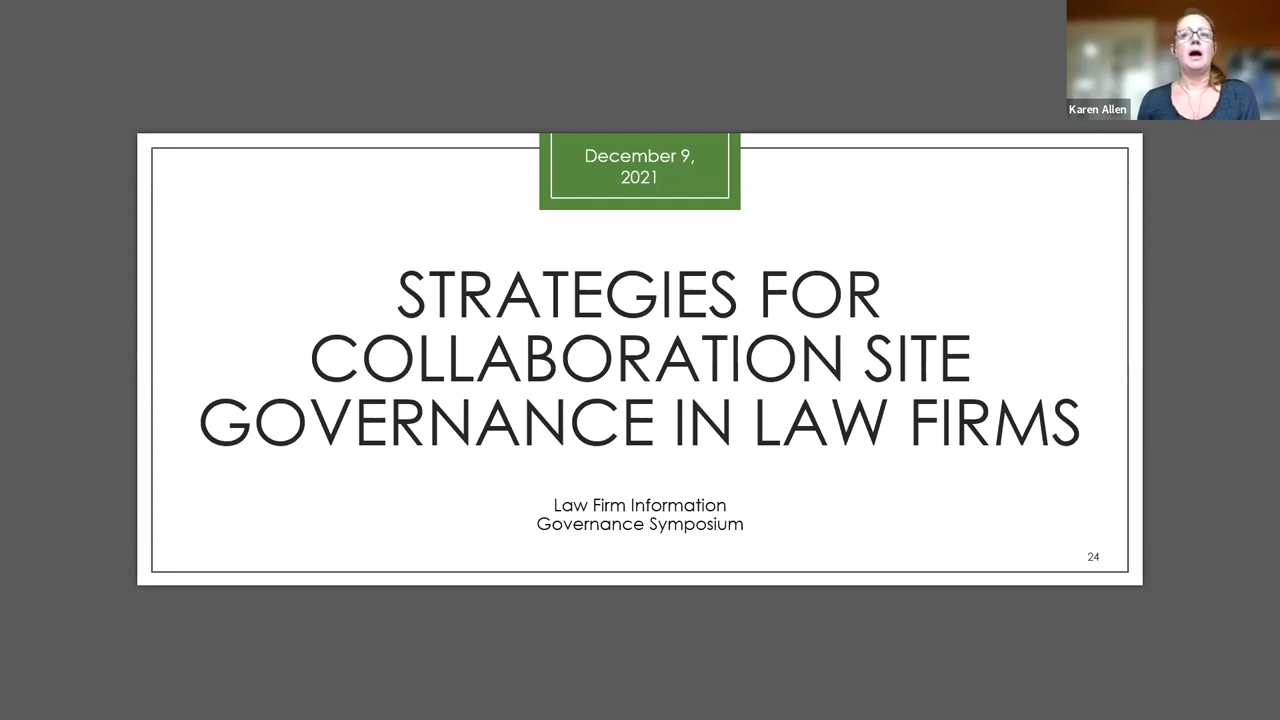 Karen Allen
December 9,
2021
STRATEGIES FOR
COLLABORATION SITE
GOVERNANCE IN LAW FIRMS
Law Firm Information
Governance Symposium
24